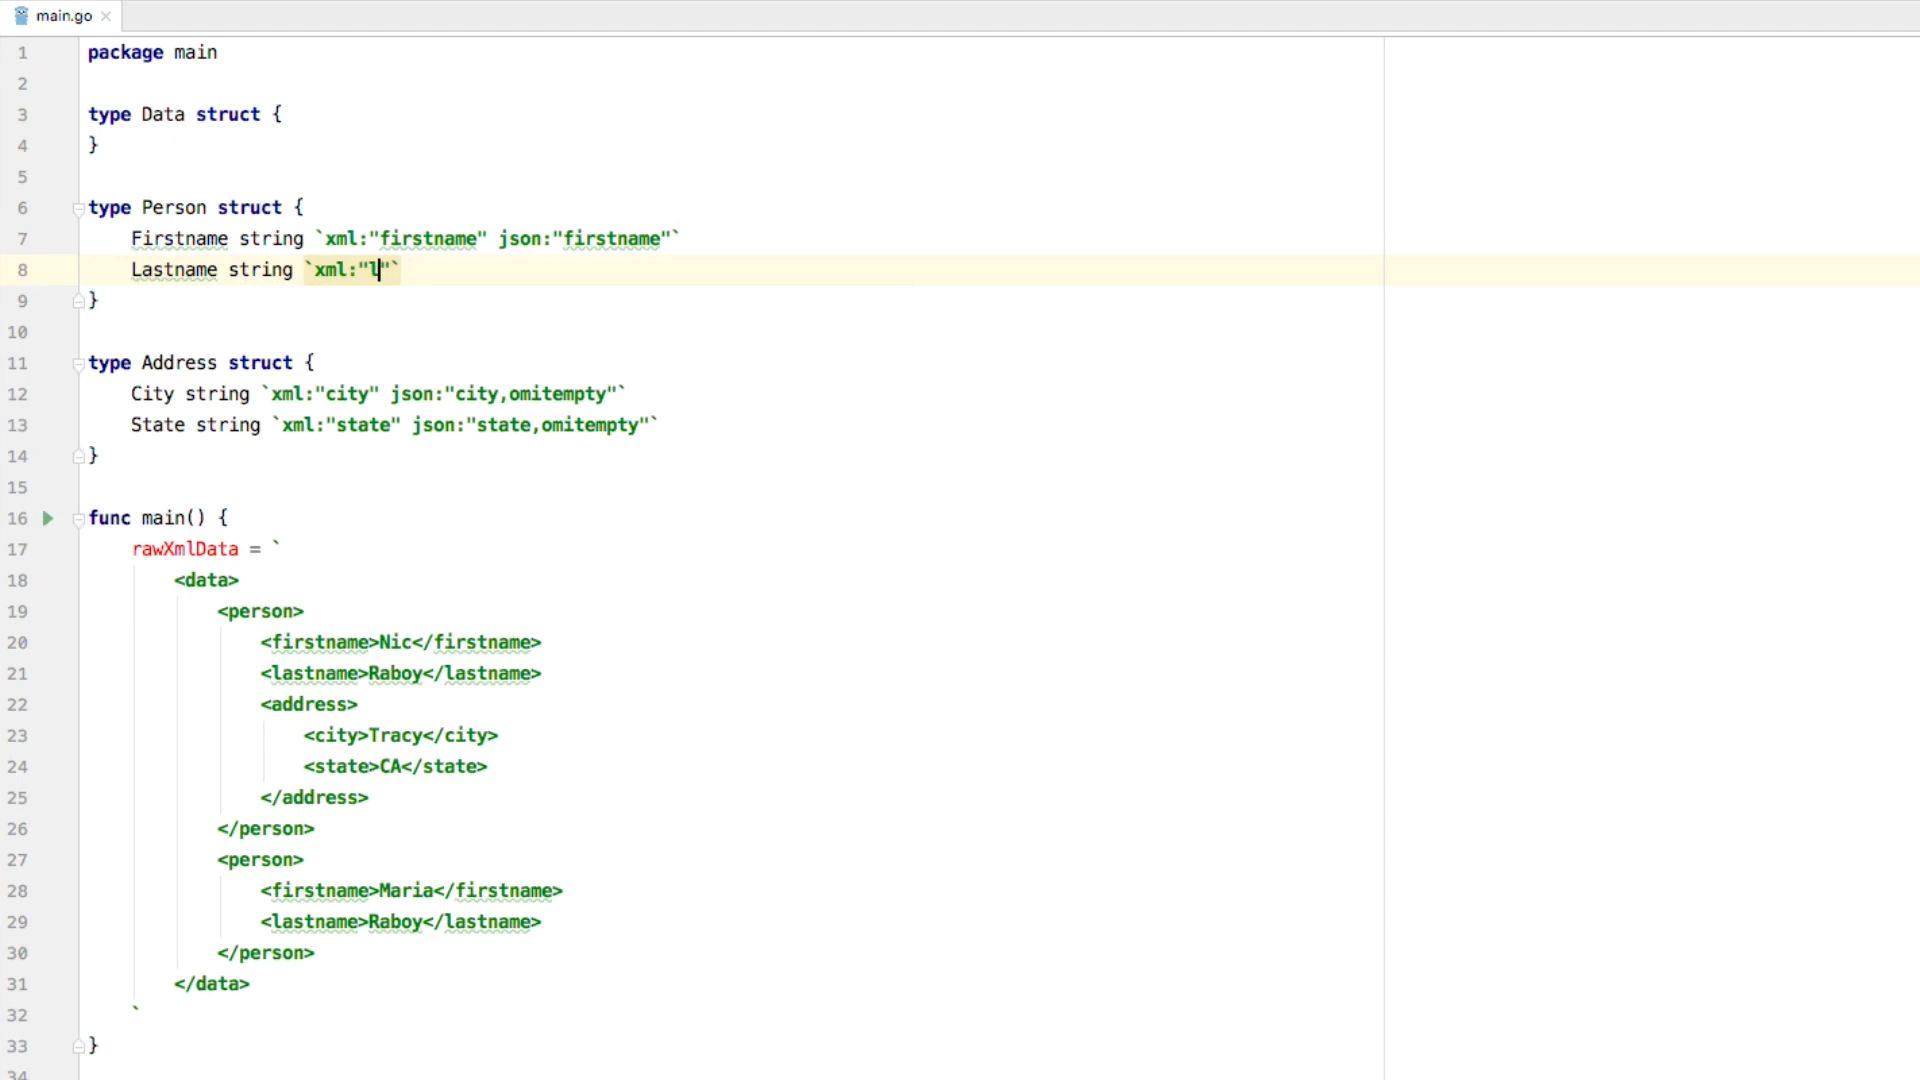 main.go
1 package main
2
3 type Data struct {
4 }
5
6 type Person struct {
7 Firstname string `xml:"firstname" json:"firstname"`
8 Lastname string `xml:"l"`
9 }
10
11 type Address struct {
12 City string `xml:"city" json:"city,omitempty"`
13 State string `xml:"state" json:"state,omitempty"`
14 }
15
16 func main() {
17 rawXmlData = `
18 <data>
19 <person>
20 <firstname>Nic</firstname>
21 <lastname>Raboy</lastname>
22 <address>
23 <city>Tracy</city>
24 <state>CA</state>
25 </address>
26 </person>
27 <person>
28 <firstname>Maria</firstname>
29 <lastname>Raboy</lastname>
30 </person>
31 </data>
32 `
33 }
34